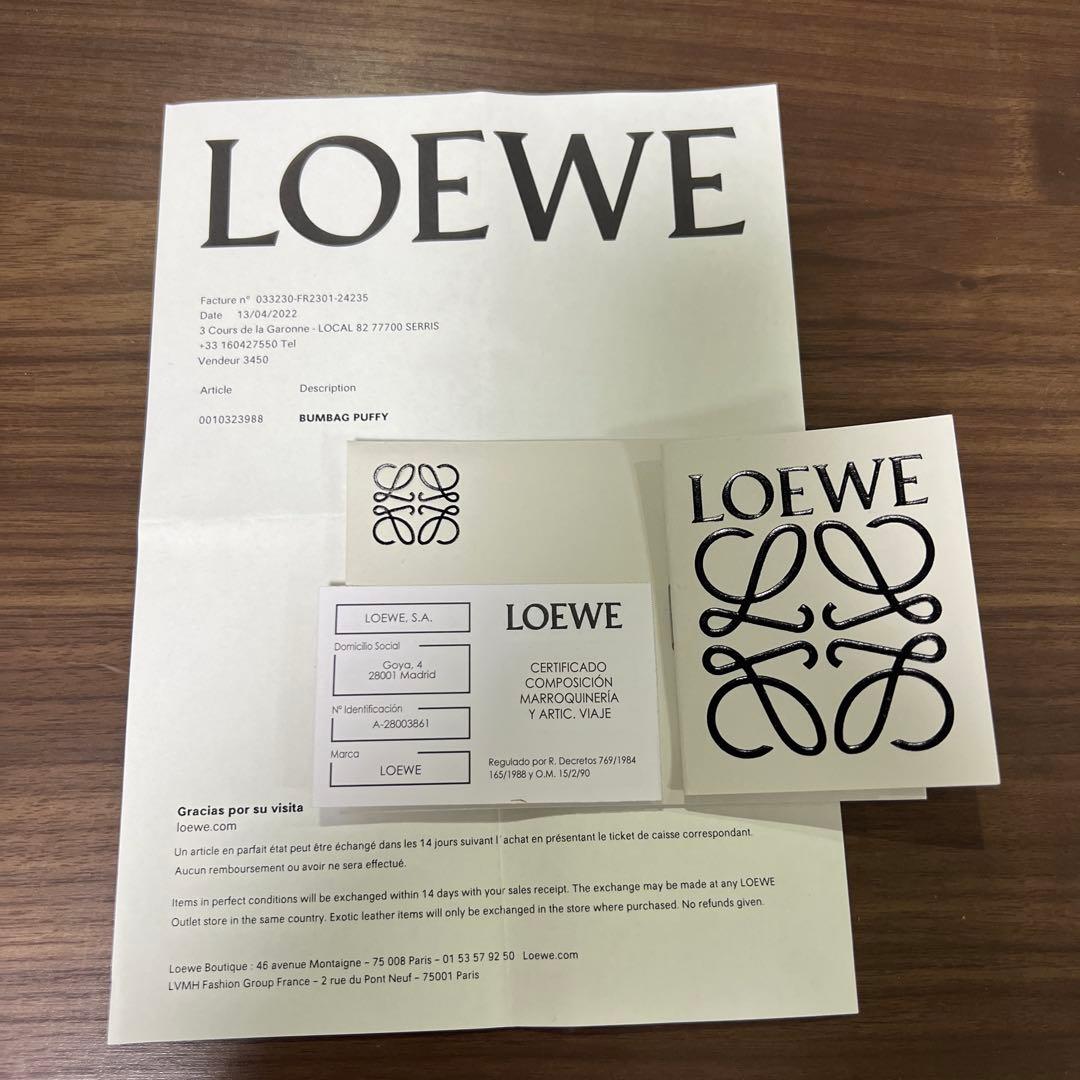 LOEWE
Facture n° 033230-FR2301-24235
Date 13/04/2022
3 Cours de la Garonne - LOCAL 82 77700 SERRIS
+33 160427550 Tel
Vendeur 3450
Article Description
0010323988 BUMBAG PUFFY
LOEWE
LOEWE, S.A.
Domicilio Social
Goya, 4
28001 Madrid
Nº Identificación
A-28003861
Marca
LOEWE
LOEWE
CERTIFICADO
COMPOSICIÓN
MARROQUINERÍA
Y ARTIC. VIAJE
Regulado por R. Decretos 769/1984
165/1988 y O.M. 15/2/90
Gracias por su visita
loewe.com
Un article en parfait état peut être échangé dans les 14 jours suivant l´achat en présentant le ticket de caisse correspondant.
Aucun remboursement ou avoir ne sera effectué.
Items in perfect conditions will be exchanged within 14 days with your sales receipt. The exchange may be made at any LOEWE
Outlet store in the same country. Exotic leather items will only be exchanged in the store where purchased. No refunds given.
Loewe Boutique : 46 avenue Montaigne – 75 008 Paris – 01 53 57 92 50 Loewe.com
LVMH Fashion Group France – 2 rue du Pont Neuf – 75001 Paris